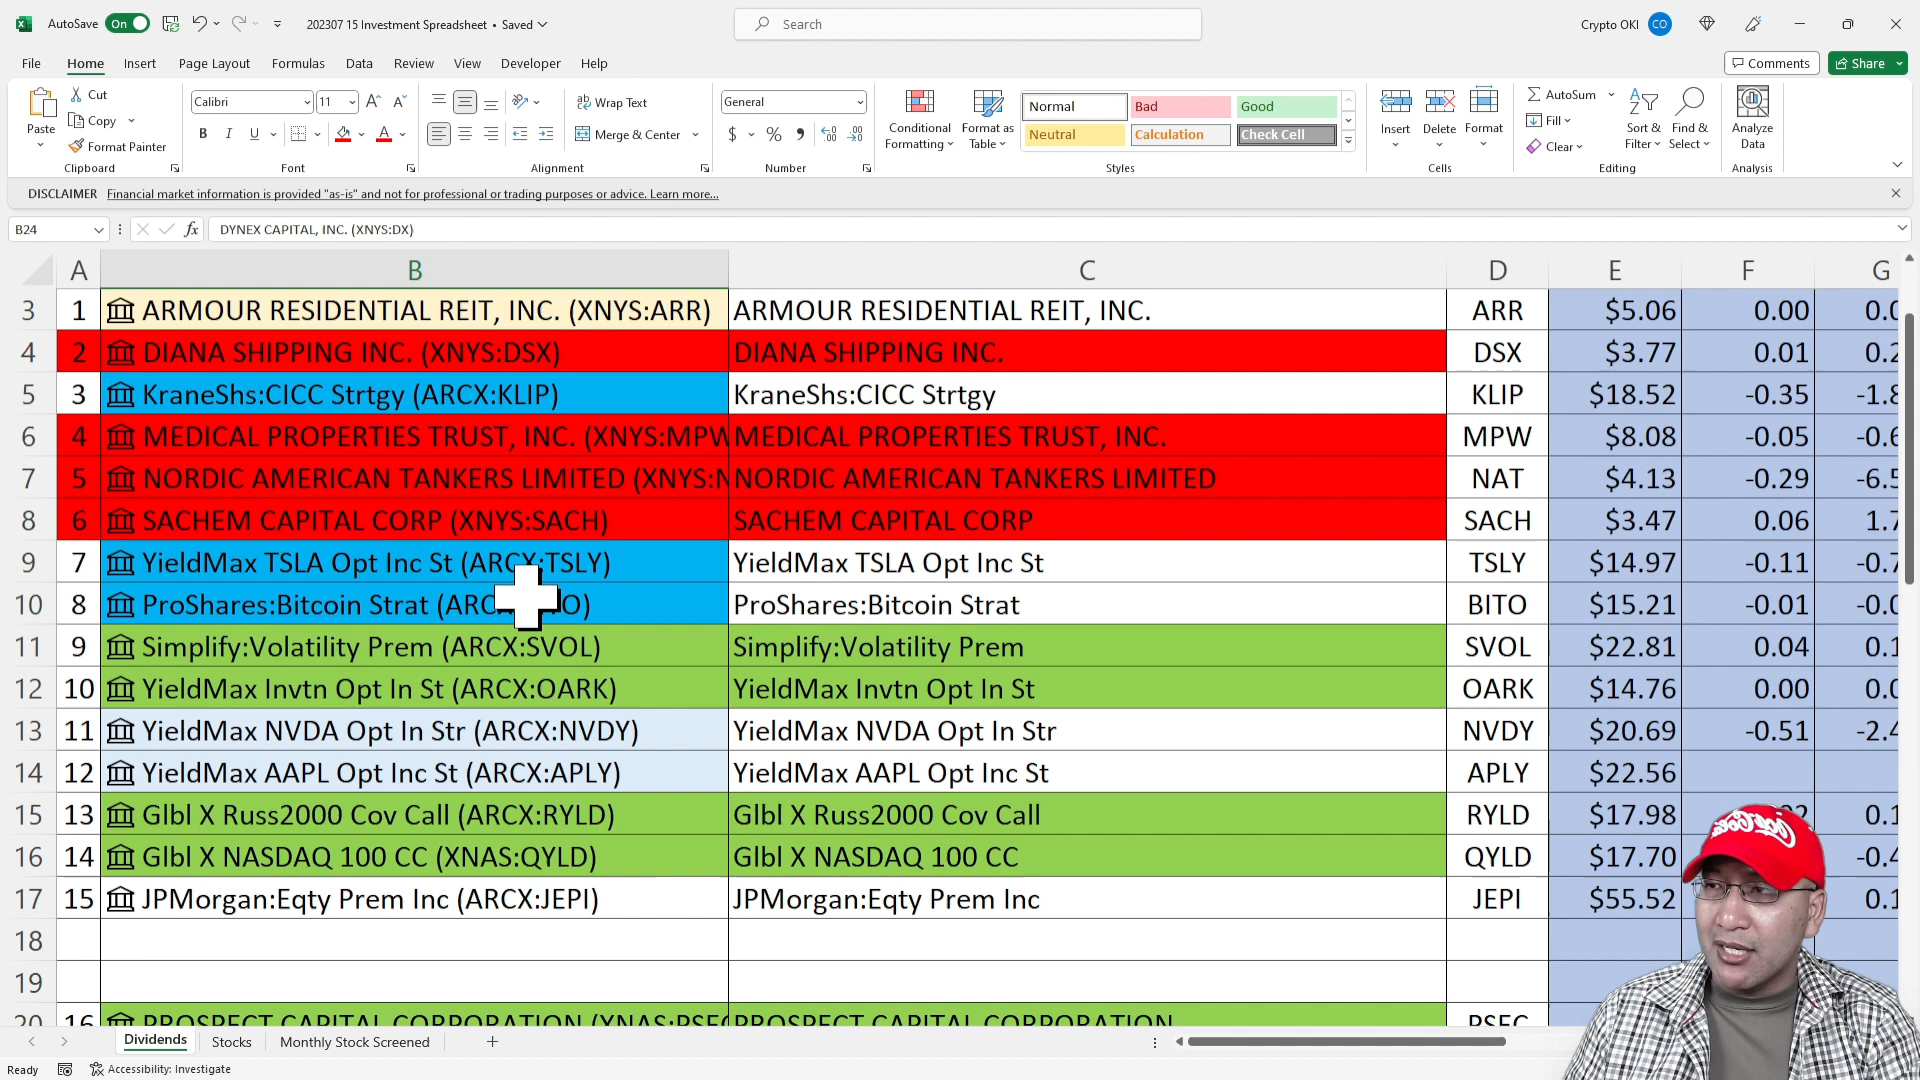 AutoSave On 202307 15 Investment Spreadsheet • Saved Search Crypto OKI CO
File Home Insert Page Layout Formulas Data Review View Developer Help Comments Share
Paste Cut Copy Format Painter Clipboard
Calibri 11 B I U A Font
Wrap Text Merge & Center Alignment
General $ % Number
Conditional Formatting Format as Table Normal Bad Good Neutral Calculation Check Cell Styles
Insert Delete Format Cells
AutoSum Fill Clear Sort & Filter Find & Select Editing
Analyze Data Analysis
DISCLAIMER Financial market information is provided "as-is" and not for professional or trading purposes or advice. Learn more...
B24 fx DYNEX CAPITAL, INC. (XNYS:DX)
A B C D E F G
3 1 ARMOUR RESIDENTIAL REIT, INC. (XNYS:ARR) ARMOUR RESIDENTIAL REIT, INC. ARR $5.06 0.00
4 2 DIANA SHIPPING INC. (XNYS:DSX) DIANA SHIPPING INC. DSX $3.77 0.01
5 3 KraneShs:CICC Strtgy (ARCX:KLIP) KraneShs:CICC Strtgy KLIP $18.52 -0.35
6 4 MEDICAL PROPERTIES TRUST, INC. (XNYS:MPW MEDICAL PROPERTIES TRUST, INC. MPW $8.08 -0.05
7 5 NORDIC AMERICAN TANKERS LIMITED (XNYS:N NORDIC AMERICAN TANKERS LIMITED NAT $4.13 -0.29
8 6 SACHEM CAPITAL CORP (XNYS:SACH) SACHEM CAPITAL CORP SACH $3.47 0.06
9 7 YieldMax TSLA Opt Inc St (ARCX:TSLY) YieldMax TSLA Opt Inc St TSLY $14.97 -0.11
10 8 ProShares:Bitcoin Strat ProShares:Bitcoin Strat BITO $15.21 -0.01
11 9 Simplify:Volatility Prem (ARCX:SVOL) Simplify:Volatility Prem SVOL $22.81 0.04
12 10 YieldMax Invtn Opt In St (ARCX:OARK) YieldMax Invtn Opt In St OARK $14.76 0.00
13 11 YieldMax NVDA Opt In Str (ARCX:NVDY) YieldMax NVDA Opt In Str NVDY $20.69 -0.51
14 12 YieldMax AAPL Opt Inc St (ARCX:APLY) YieldMax AAPL Opt Inc St APLY $22.56
15 13 Glbl X Russ2000 Cov Call (ARCX:RYLD) Glbl X Russ2000 Cov Call RYLD $17.98
16 14 Glbl X NASDAQ 100 CC (XNAS:QYLD) Glbl X NASDAQ 100 CC QYLD $17.70
17 15 JPMorgan:Eqty Prem Inc (ARCX:JEPI) JPMorgan:Eqty Prem Inc JEPI $55.52
18
19
20 16 PROSPECT CAPITAL CORPORATION (XNAS:PSEC PROSPECT CAPITAL CORPORATION PSEC
Dividends Stocks Monthly Stock Screened
Ready Accessibility: Investigate